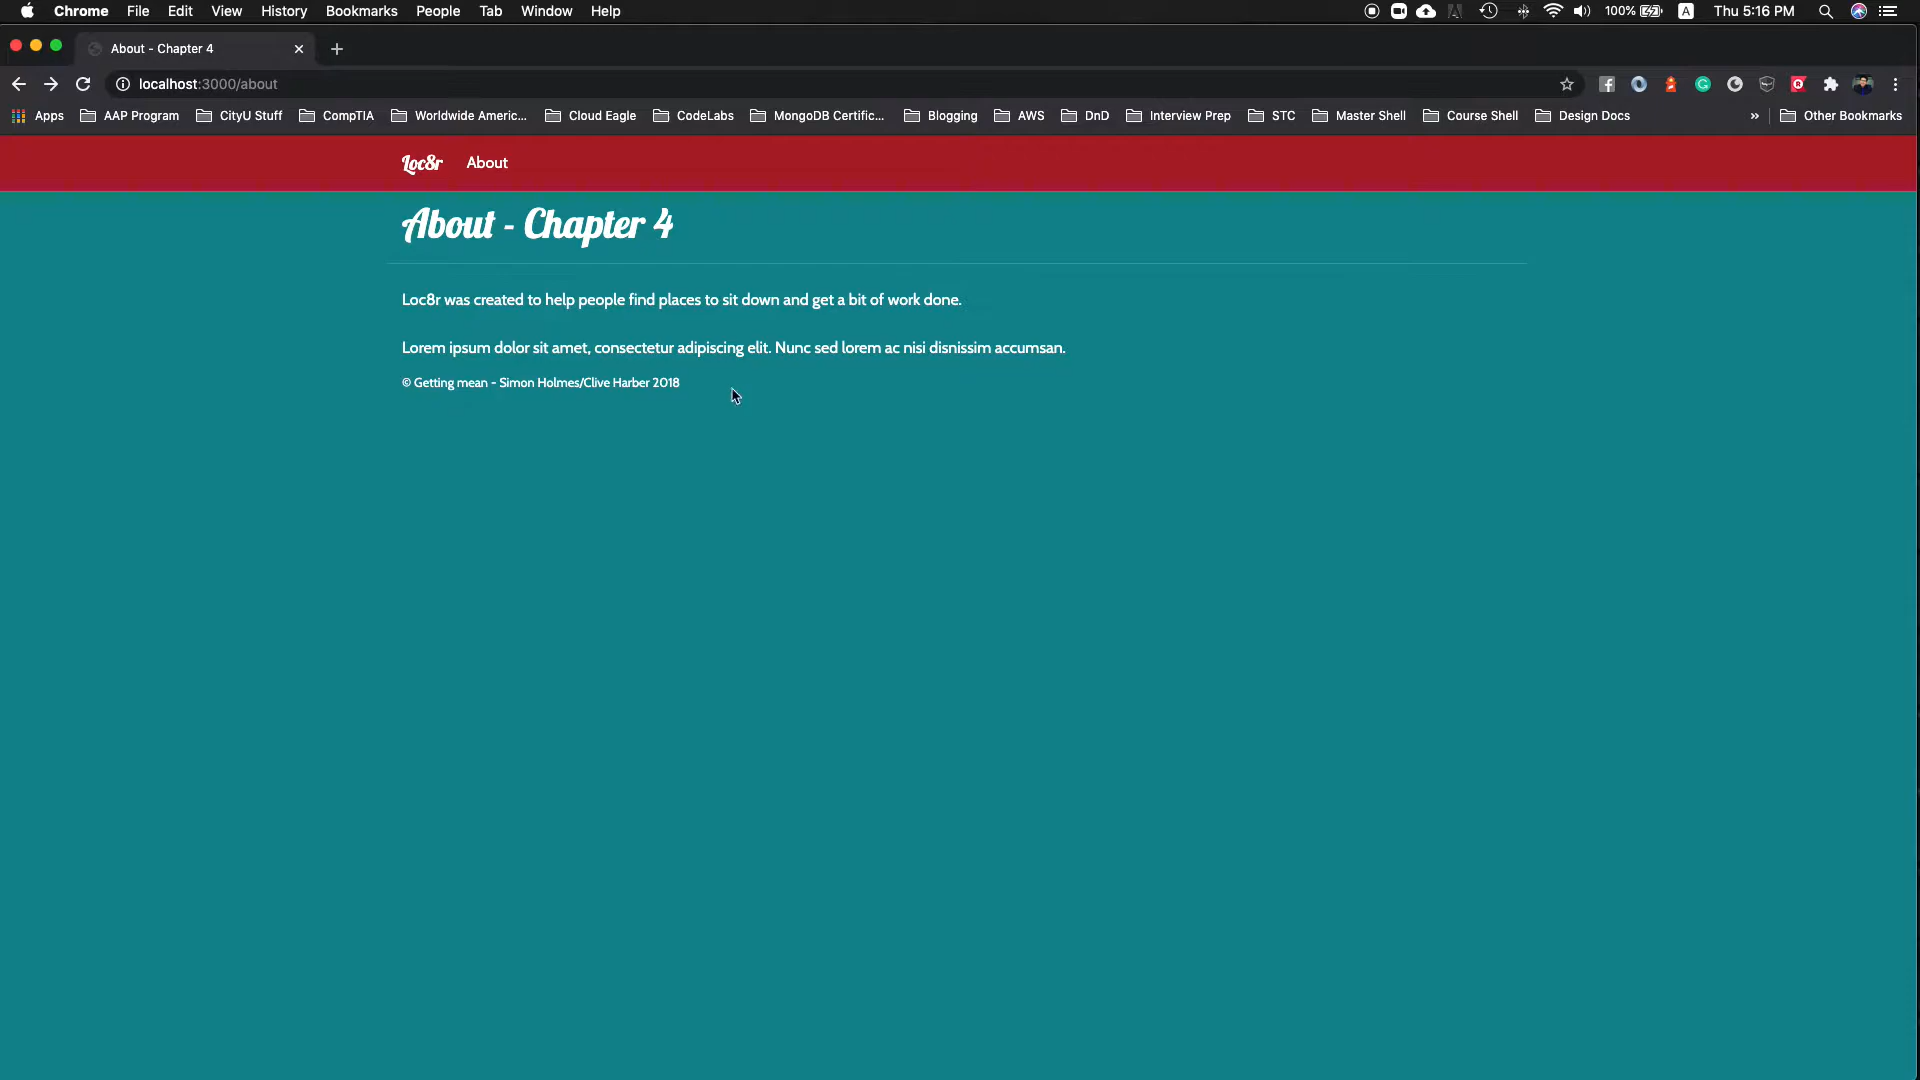 Chrome File Edit View History Bookmarks People Tab Window Help 100% A Thu 5:16 PM
About - Chapter 4
localhost:3000/about
Apps AAP Program CityU Stuff CompTIA Worldwide Americ... Cloud Eagle CodeLabs MongoDB Certific... Blogging AWS DnD Interview Prep STC Master Shell Course Shell Design Docs » Other Bookmarks
Loc8r About
About - Chapter 4
Loc8r was created to help people find places to sit down and get a bit of work done.
Lorem ipsum dolor sit amet, consectetur adipiscing elit. Nunc sed lorem ac nisi disnissim accumsan.
© Getting mean - Simon Holmes/Clive Harber 2018